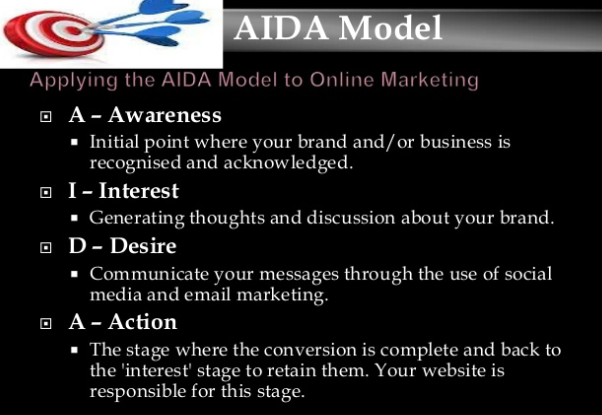 AIDA Model
Applying the AIDA Model to Online Marketing
A – Awareness
Initial point where your brand and/or business is
recognised and acknowledged.
I – Interest
Generating thoughts and discussion about your brand.
D – Desire
Communicate your messages through the use of social
media and email marketing.
A – Action
The stage where the conversion is complete and back to
the 'interest' stage to retain them. Your website is
responsible for this stage.